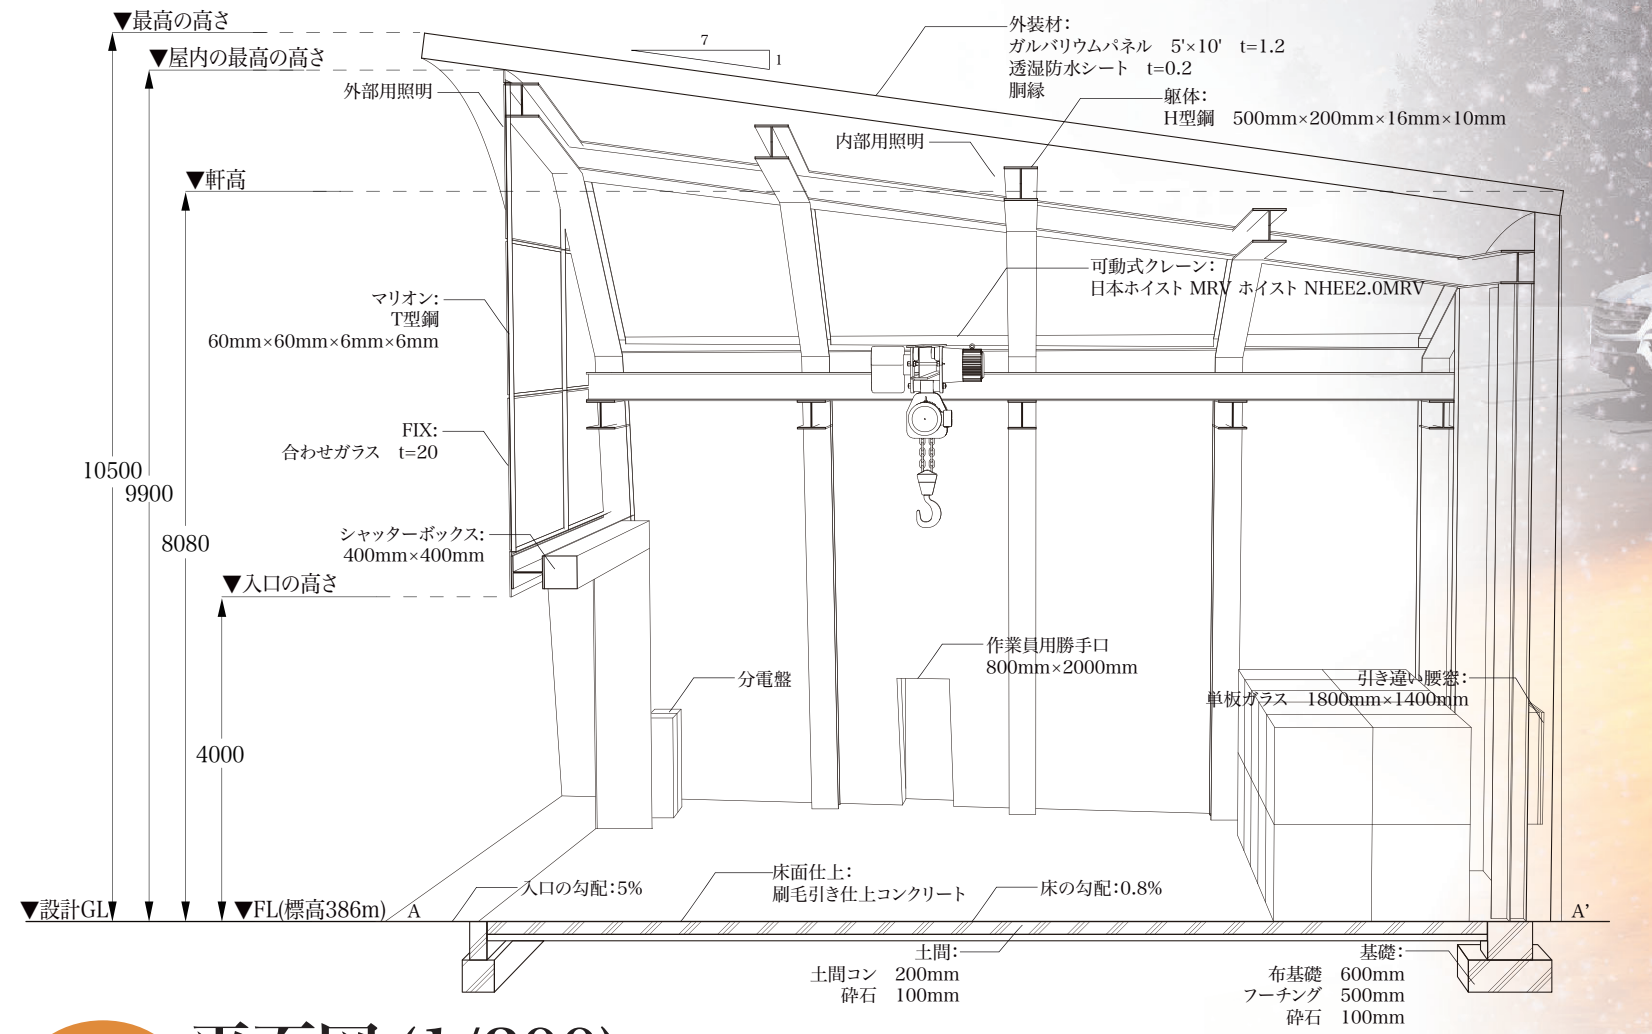 ▼最高の高さ
▼屋内の最高の高さ
外部用照明
▼軒高
7
1
外装材：
ガルバリウムパネル　5'×10'　t=1.2
透湿防水シート　t=0.2
胴縁
躯体：
H型鋼　500mm×200mm×16mm×10mm
内部用照明
可動式クレーン：
日本ホイスト MRV ホイスト NHEE2.0MRV
マリオン：
T型鋼
60mm×60mm×6mm×6mm
FIX：
合わせガラス　t=20
10500
9900
8080
シャッターボックス：
400mm×400mm
▼入口の高さ
4000
分電盤
作業員用勝手口
800mm×2000mm
引き違い腰窓：
単板ガラス　1800mm×1400mm
▼設計GL
▼FL(標高386m)
A
入口の勾配：5%
床面仕上：
刷毛引き仕上コンクリート
床の勾配：0.8%
A’
土間：
土間コン　200mm
砕石　100mm
基礎：
布基礎　600mm
フーチング　500mm
砕石　100mm